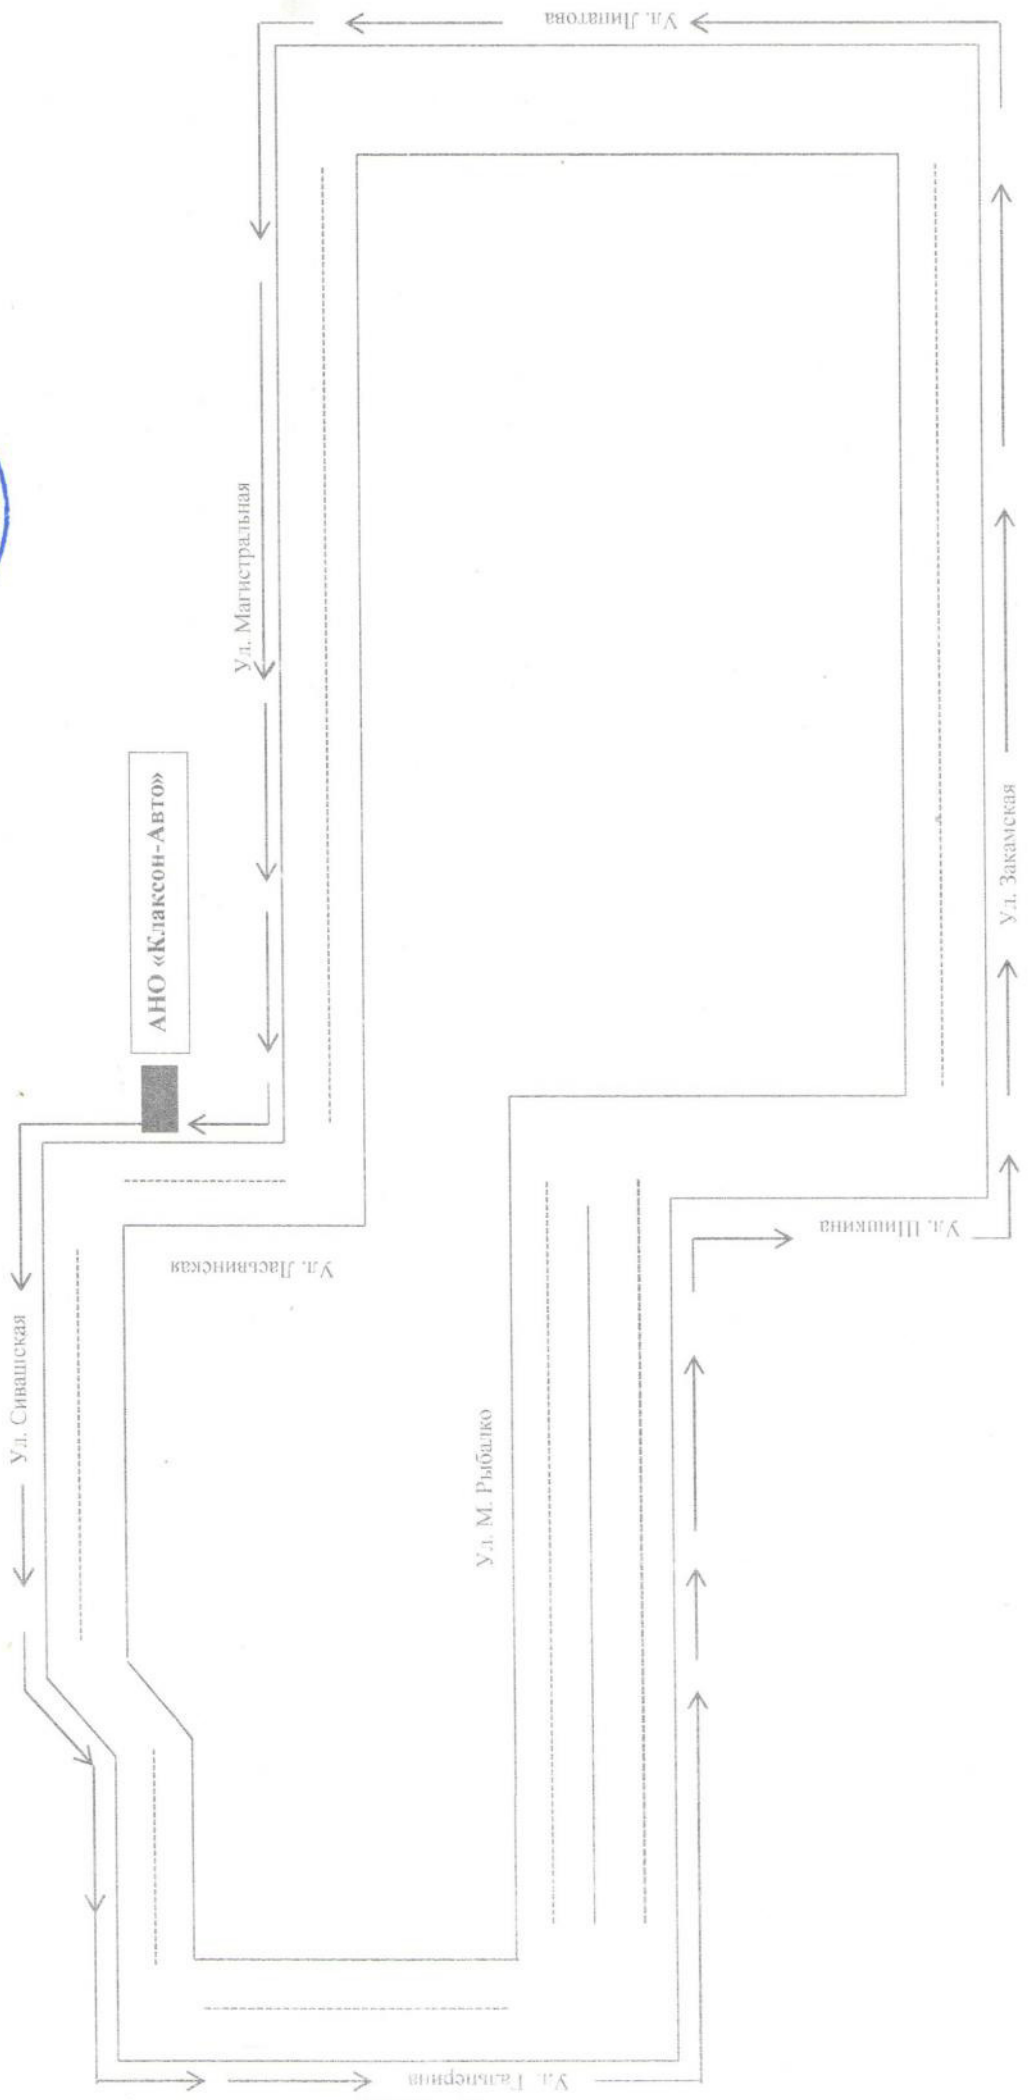 Ул. Липатова
Ул. Магистральная
АНО «Клаксон-Авто»
Ул. Закамская
Ул. Шишкина
Ул. Ласьвинская
Ул. Сивашская
Ул. М. Рыбалко
Ул. Гальперина